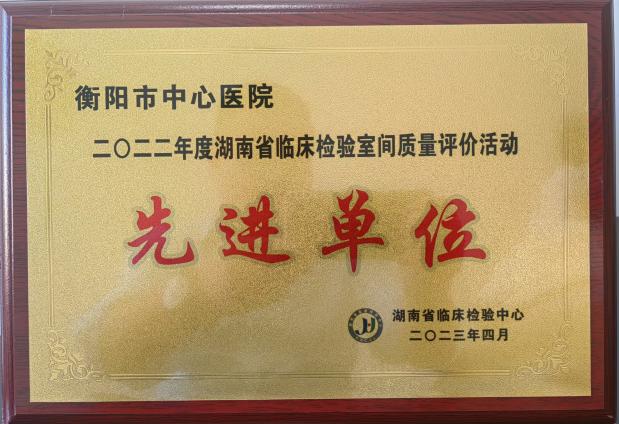 衡阳市中心医院
二〇二二年度湖南省临床检验室间质量评价活动
先进单位
湖南省临床检验中心
二〇二三年四月